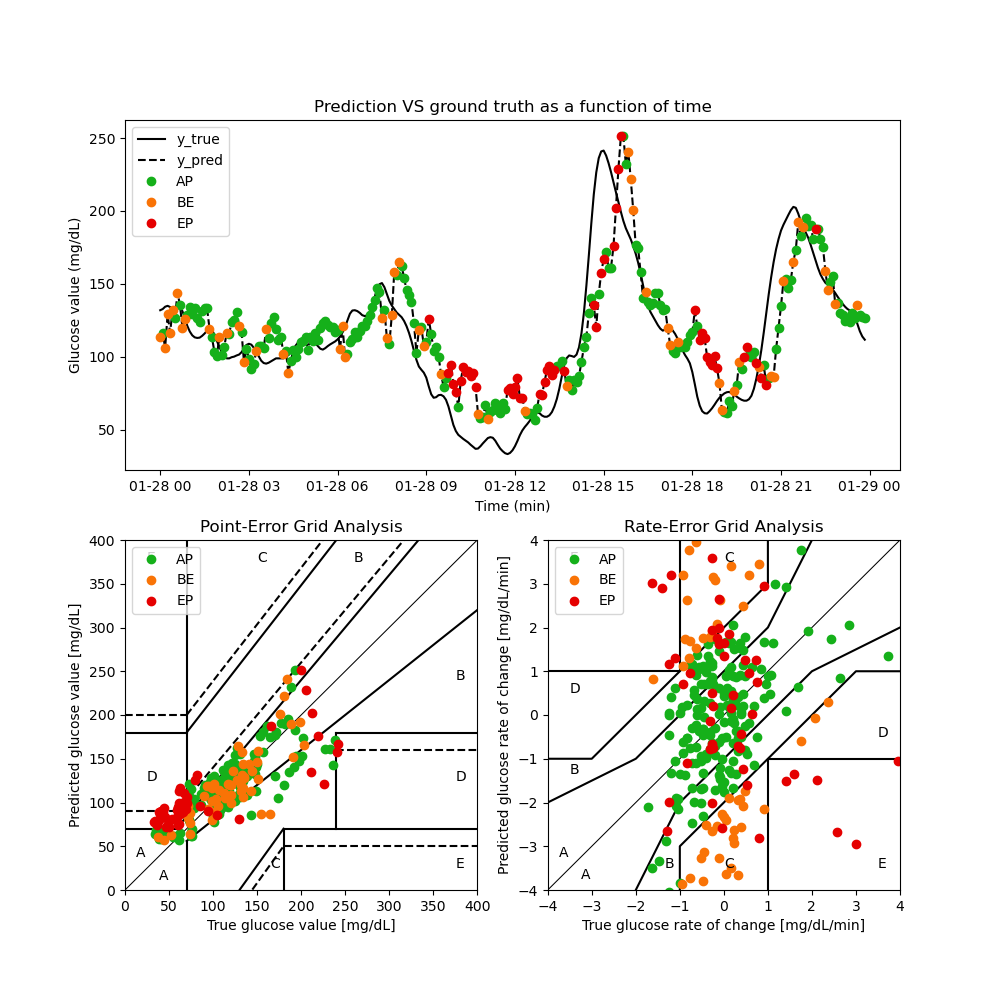 Prediction VS ground truth as a function of time
Glucose value (mg/dL)
250
200
150
100
50
y_true
y_pred
AP
BE
EP
01-28 00 01-28 03 01-28 06 01-28 09 01-28 12 01-28 15 01-28 18 01-28 21 01-29 00
Time (min)
Point-Error Grid Analysis
Predicted glucose value [mg/dL]
400
350
300
250
200
150
100
50
0
AP
BE
EP
C
B
B
D
D
A
A
C
E
0 50 100 150 200 250 300 350 400
True glucose value [mg/dL]
Rate-Error Grid Analysis
Predicted glucose rate of change [mg/dL/min]
4
3
2
1
0
−1
−2
−3
−4
AP
BE
EP
C
D
D
B
A
A
B
C
E
−4 −3 −2 −1 0 1 2 3 4
True glucose rate of change [mg/dL/min]